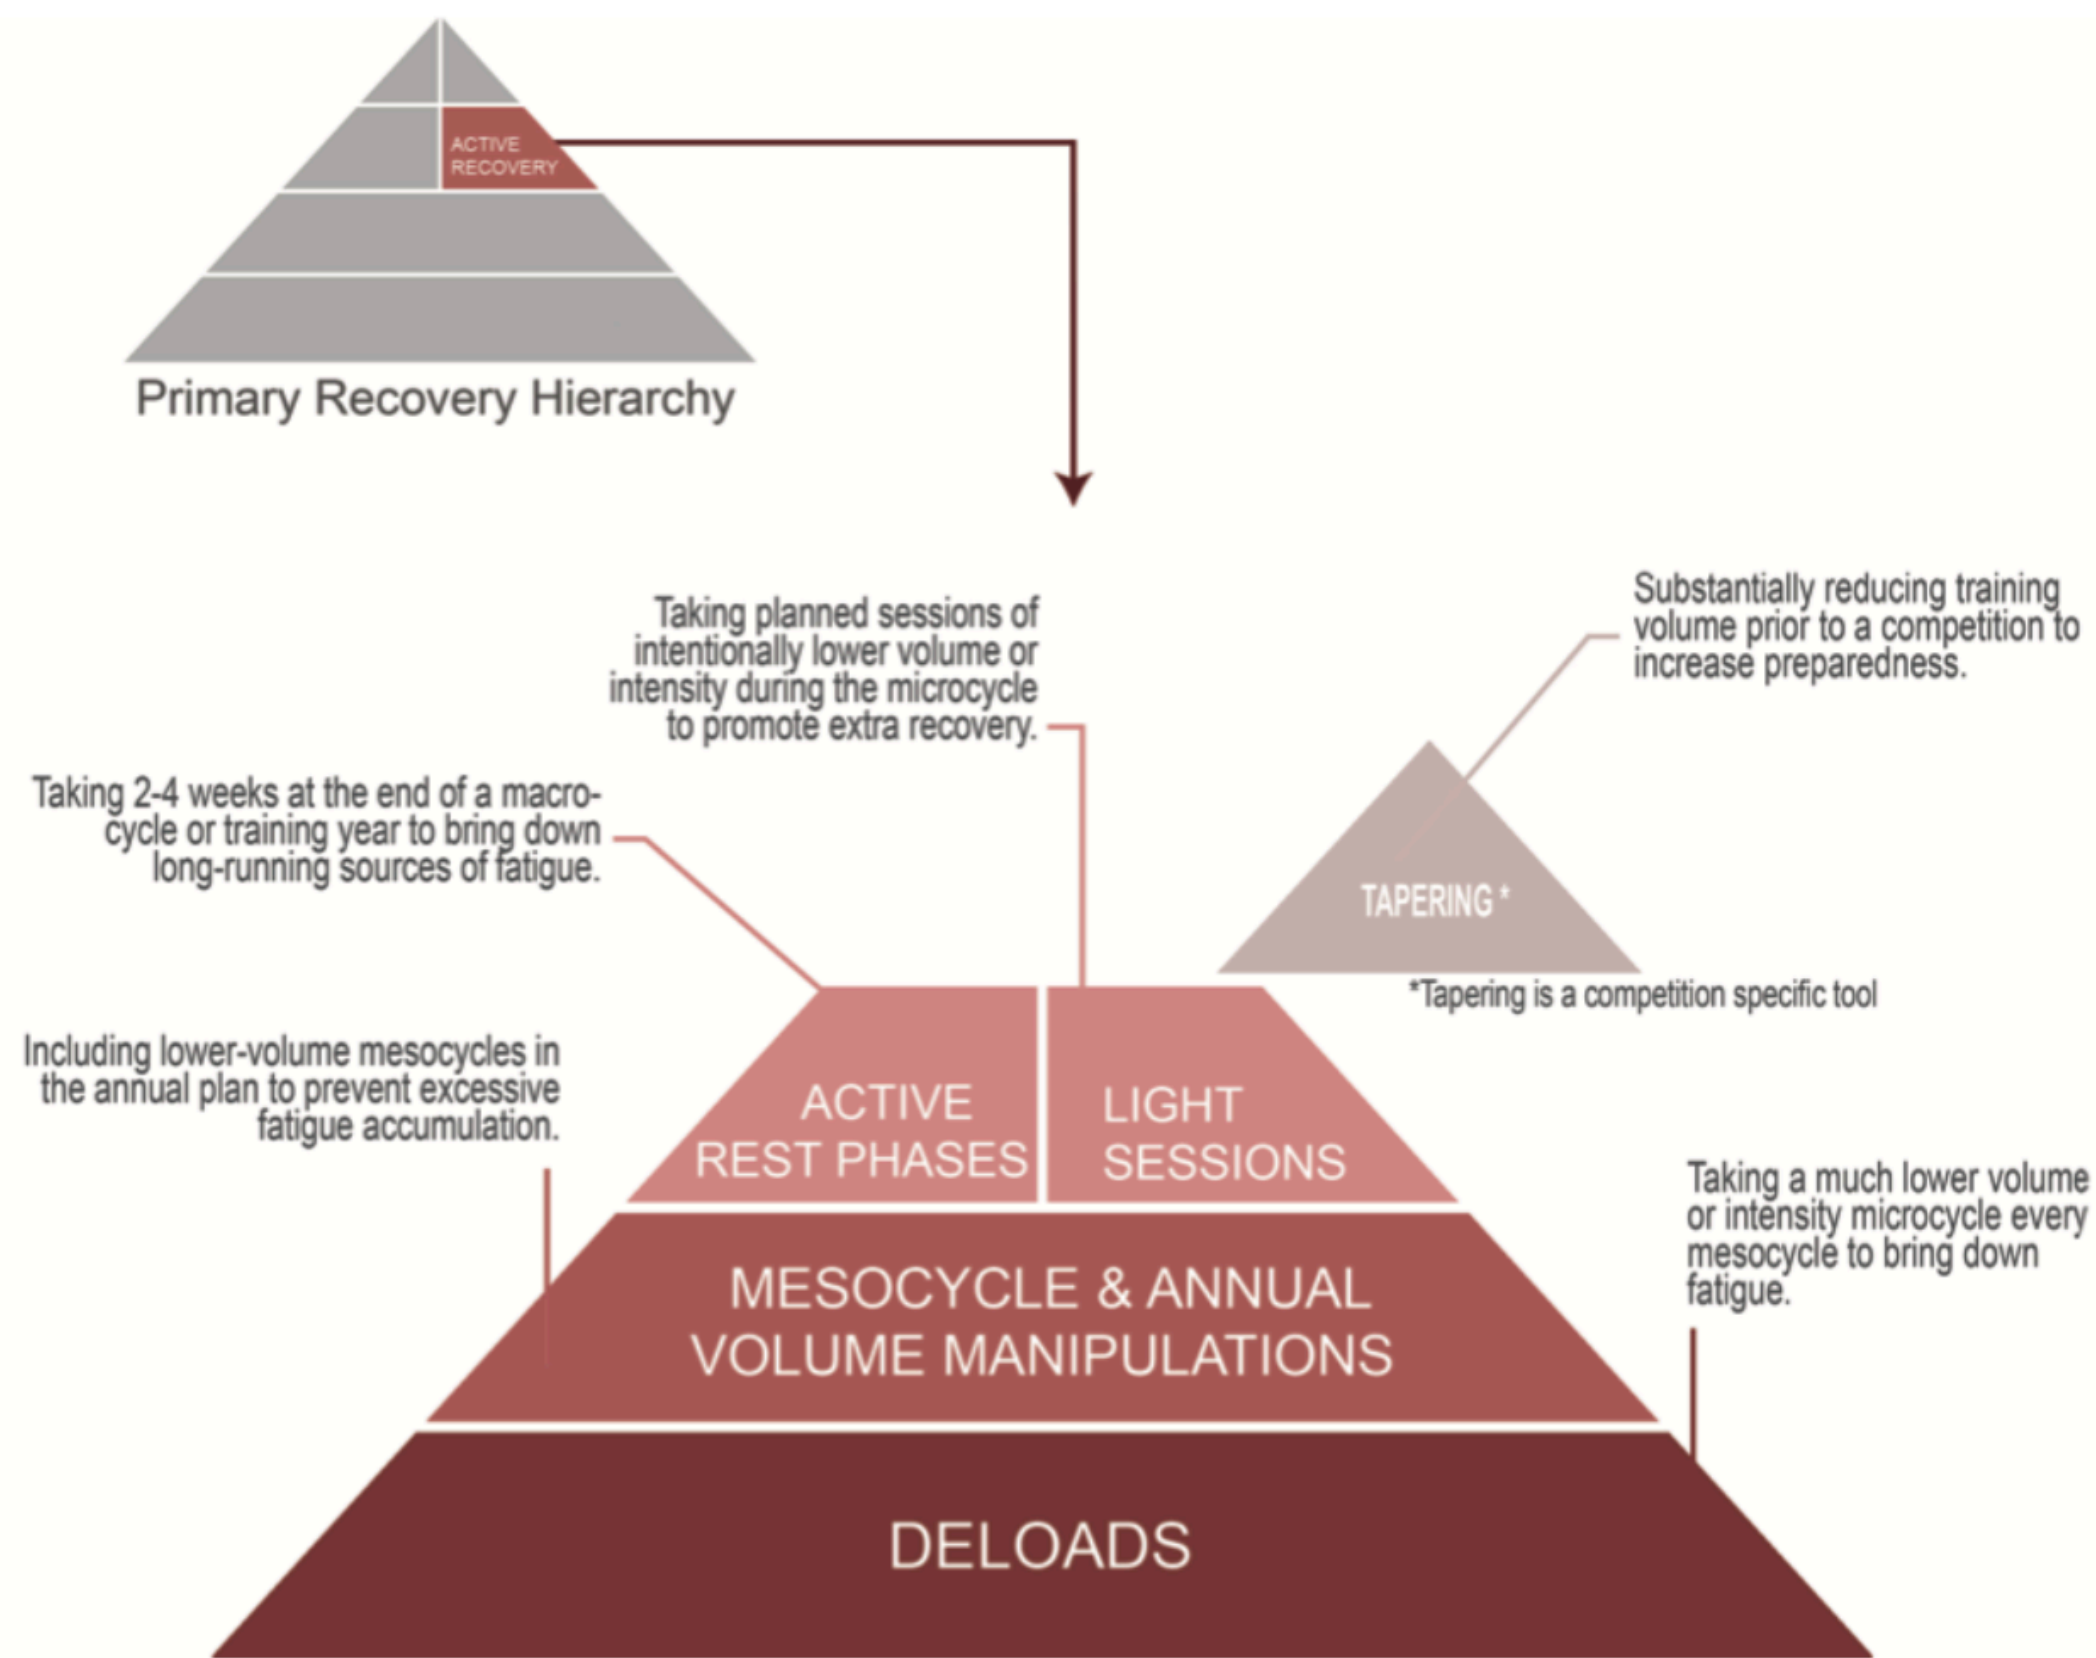 ACTIVE
RECOVERY
Primary Recovery Hierarchy
Substantially reducing training
volume prior to a competition to
increase preparedness.
Taking planned sessions of
intentionally lower volume or
intensity during the microcycle
to promote extra recovery.
Taking 2-4 weeks at the end of a macro-
cycle or training year to bring down
long-running sources of fatigue.
TAPERING *
*Tapering is a competition specific tool
Including lower-volume mesocycles in
the annual plan to prevent excessive
fatigue accumulation.
ACTIVE
REST PHASES
LIGHT
SESSIONS
Taking a much lower volume
or intensity microcycle every
mesocycle to bring down
fatigue.
MESOCYCLE & ANNUAL
VOLUME MANIPULATIONS
DELOADS